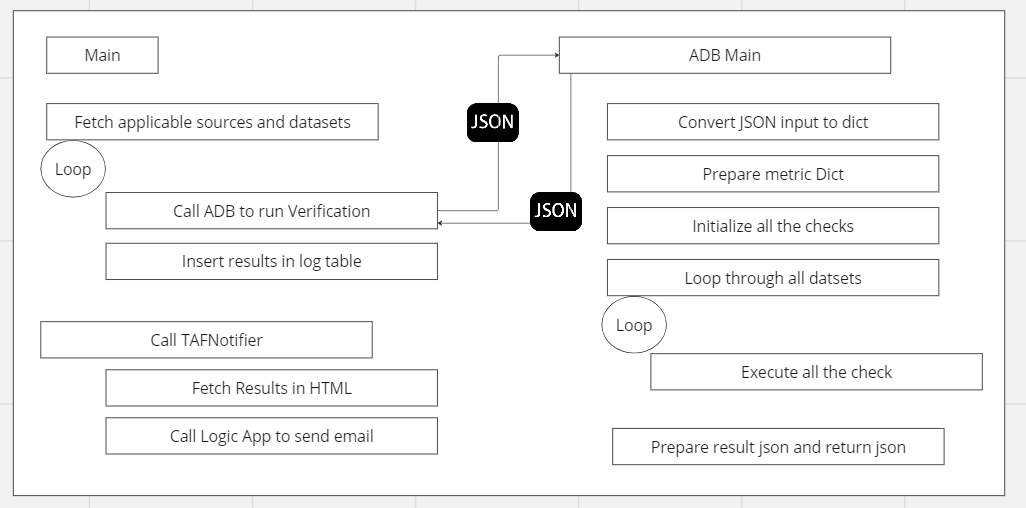 Main
Fetch applicable sources and datasets
Loop
Call ADB to run Verification
Insert results in log table
Call TAFNotifier
Fetch Results in HTML
Call Logic App to send email
JSON
JSON
ADB Main
Convert JSON input to dict
Prepare metric Dict
Initialize all the checks
Loop through all datsets
Loop
Execute all the check
Prepare result json and return json